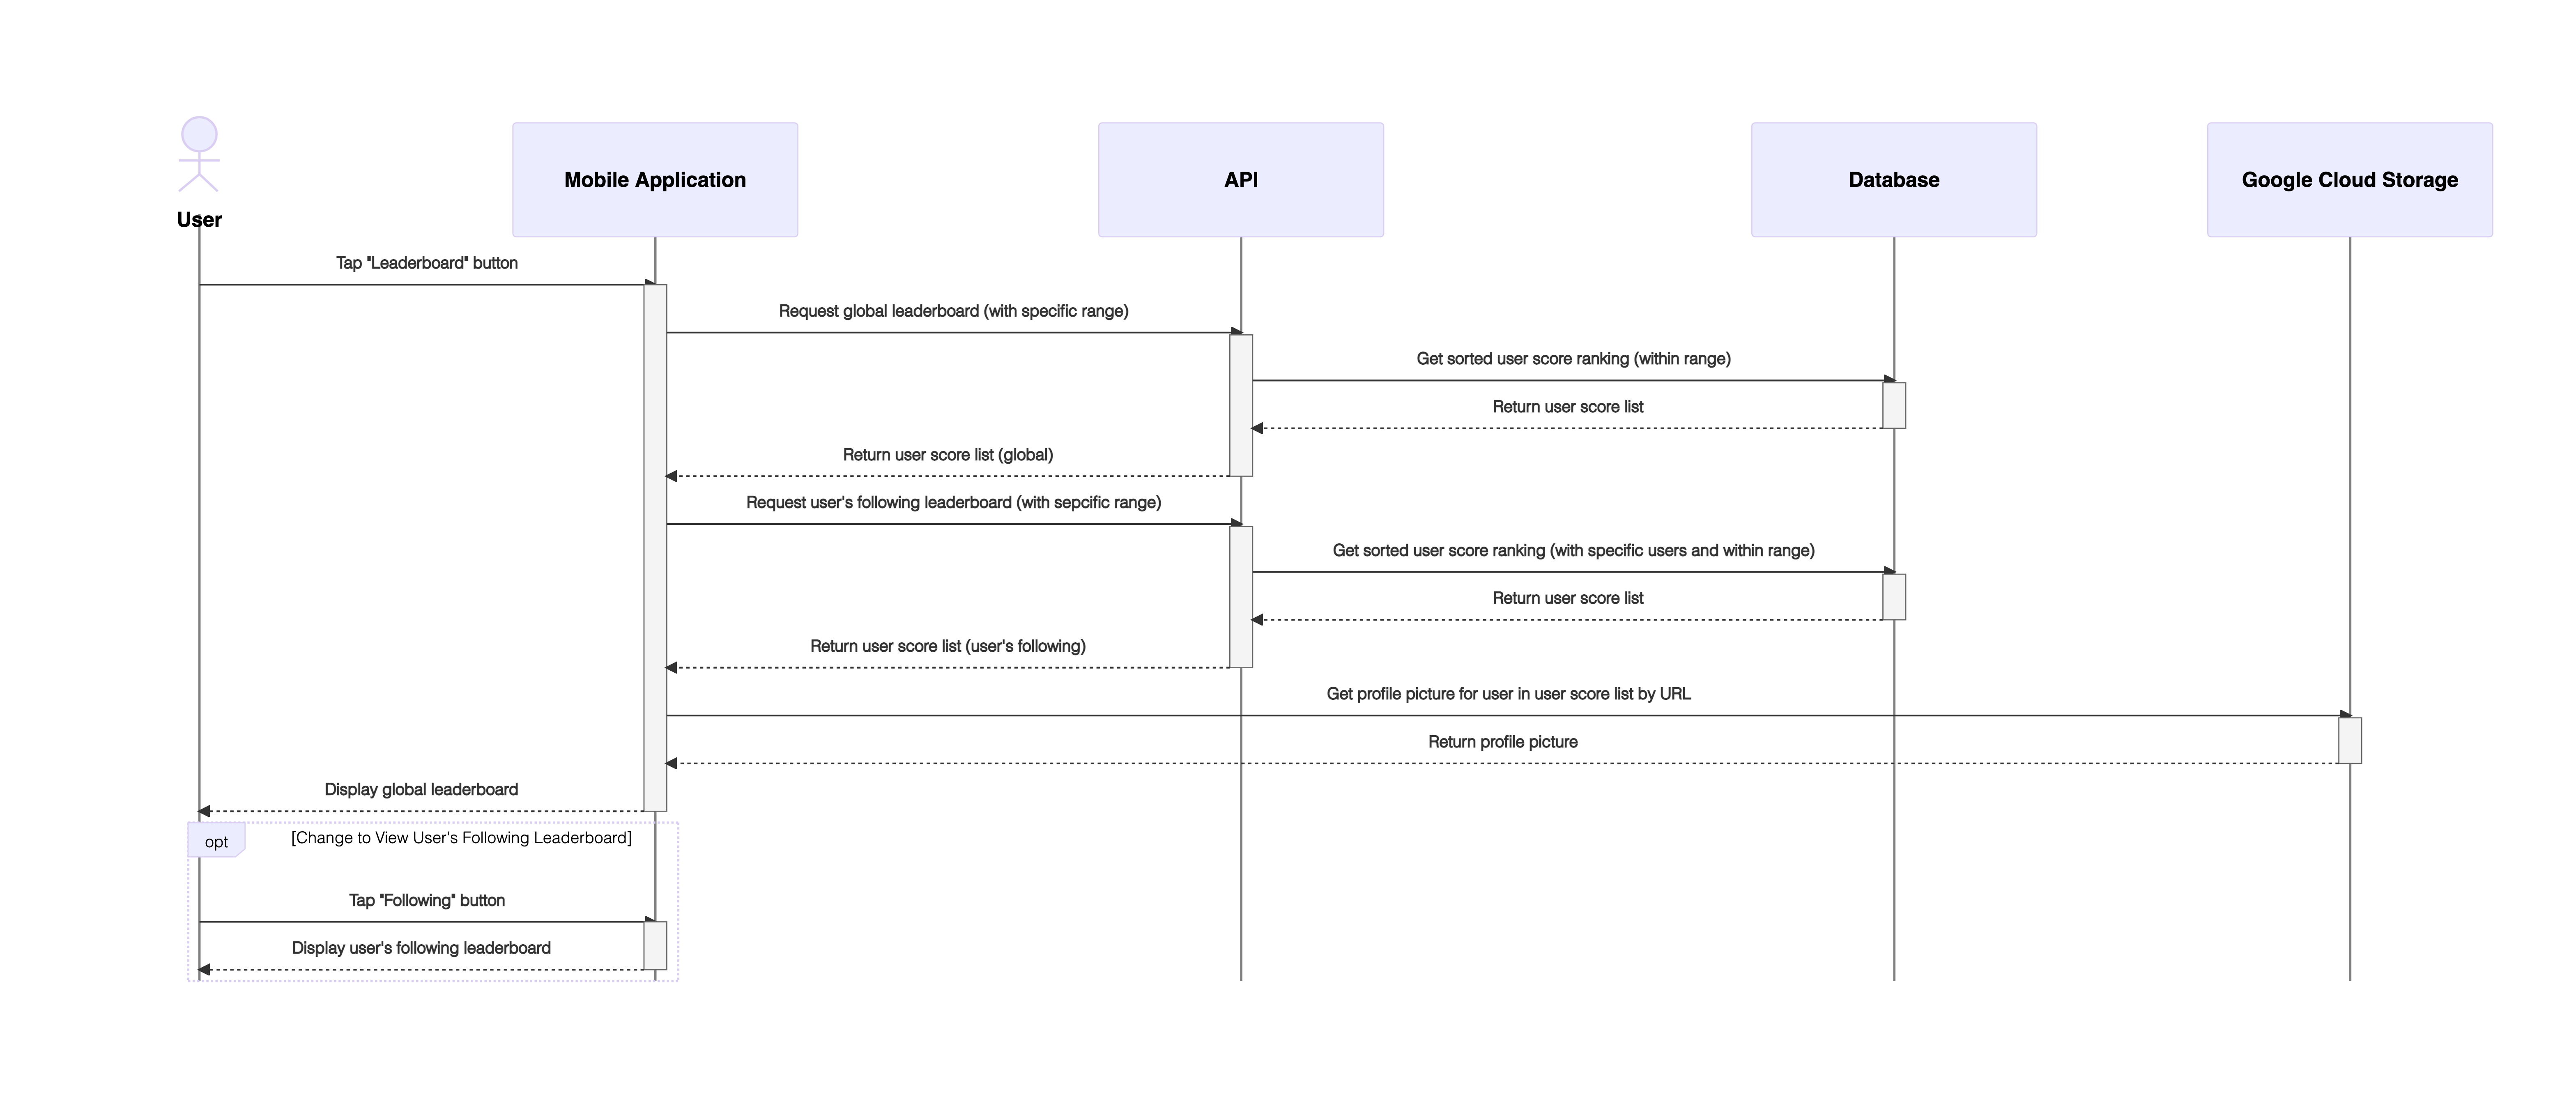 User
Mobile Application
API
Database
Google Cloud Storage
Tap "Leaderboard" button
Request global leaderboard (with specific range)
Get sorted user score ranking (within range)
Return user score list
Return user score list (global)
Request user's following leaderboard (with sepcific range)
Get sorted user score ranking (with specific users and within range)
Return user score list
Return user score list (user's following)
Get profile picture for user in user score list by URL
Return profile picture
Display global leaderboard
opt
[Change to View User's Following Leaderboard]
Tap "Following" button
Display user's following leaderboard